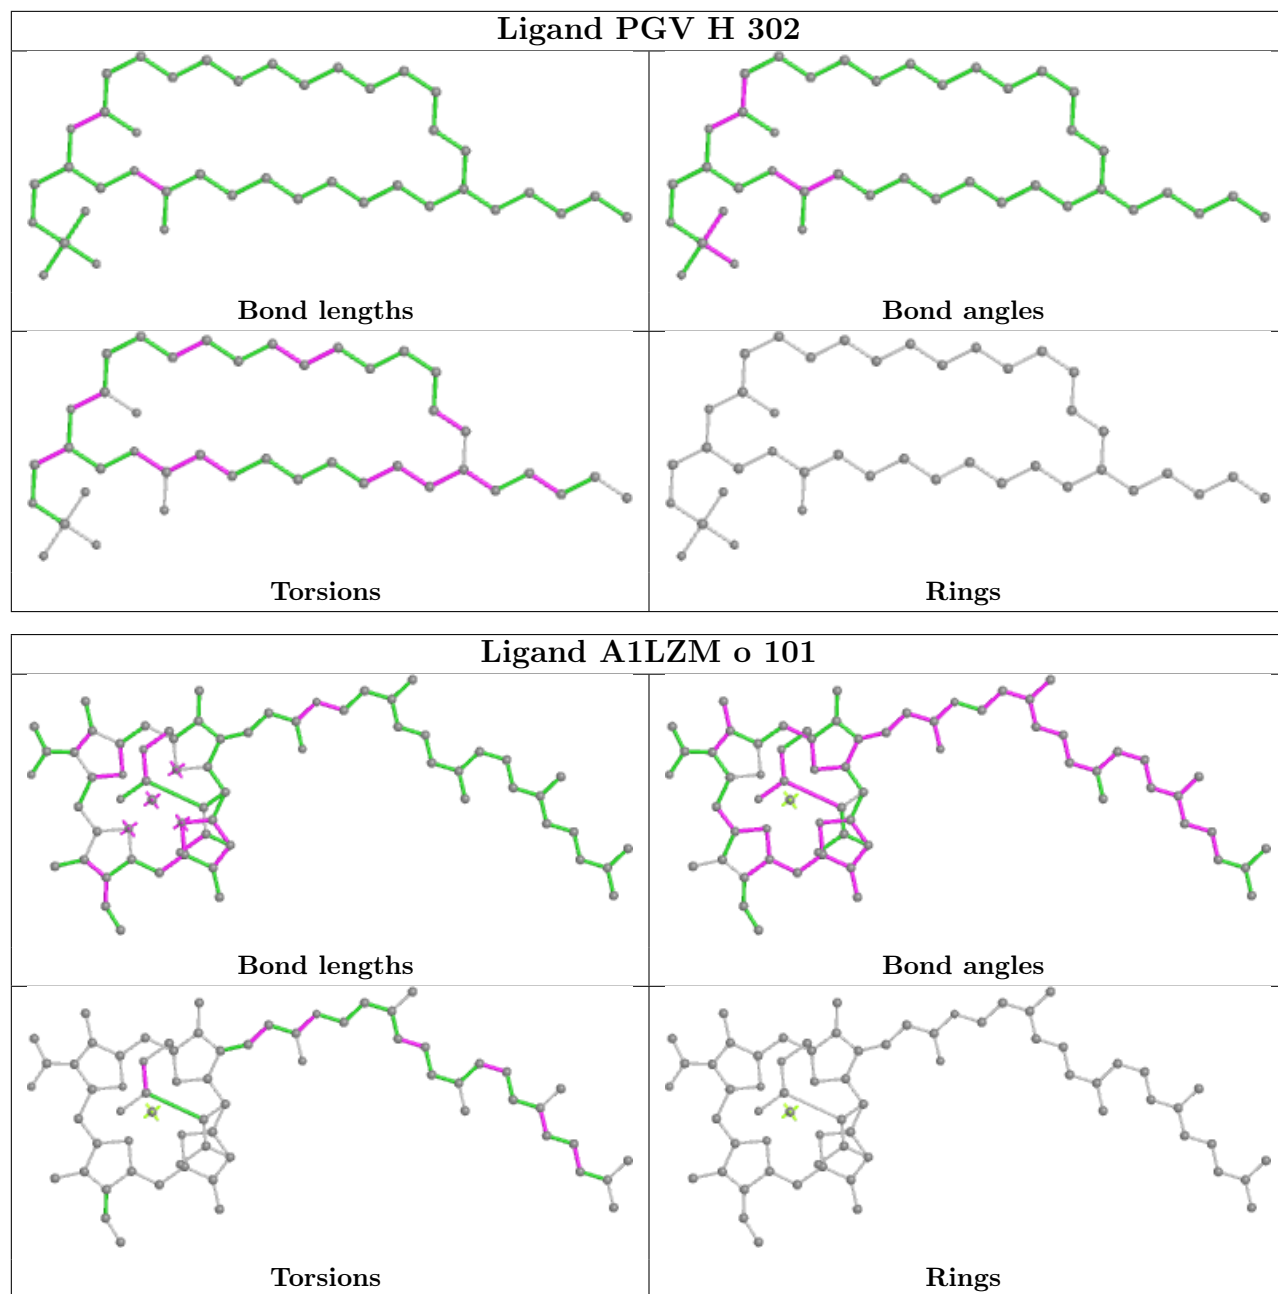 Ligand PGV H 302
Bond lengths
Bond angles
Torsions
Rings
Ligand A1LZM o 101
Bond lengths
Bond angles
Torsions
Rings